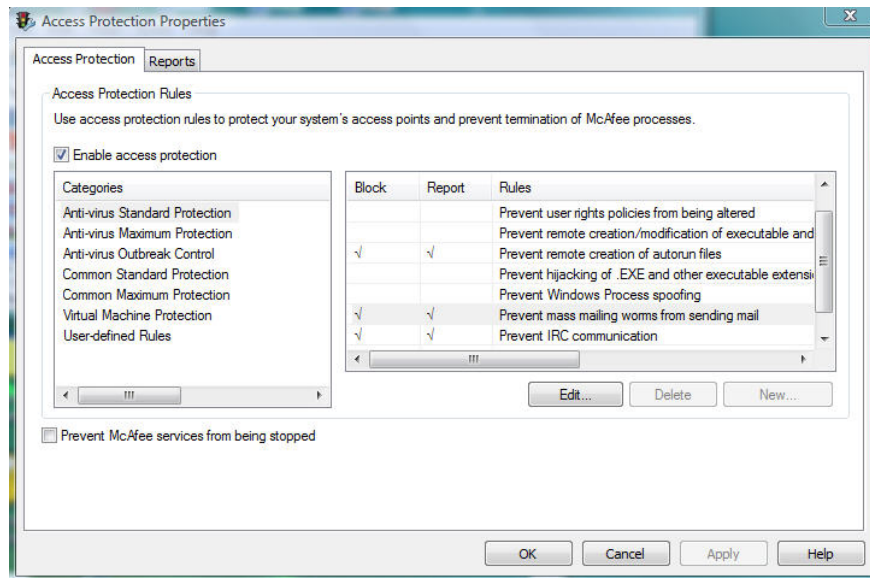 Access Protection Properties
Access Protection
Reports
Access Protection Rules
Use access protection rules to protect your system's access points and prevent termination of McAfee processes.
Enable access protection
Categories
Anti-virus Standard Protection
Anti-virus Maximum Protection
Anti-virus Outbreak Control
Common Standard Protection
Common Maximum Protection
Virtual Machine Protection
User-defined Rules
Block Report Rules
Prevent user rights policies from being altered
Prevent remote creation/modification of executable and
√ √ Prevent remote creation of autorun files
Prevent hijacking of .EXE and other executable extensi
Prevent Windows Process spoofing
√ √ Prevent mass mailing worms from sending mail
√ √ Prevent IRC communication
Edit... Delete New...
Prevent McAfee services from being stopped
OK Cancel Apply Help